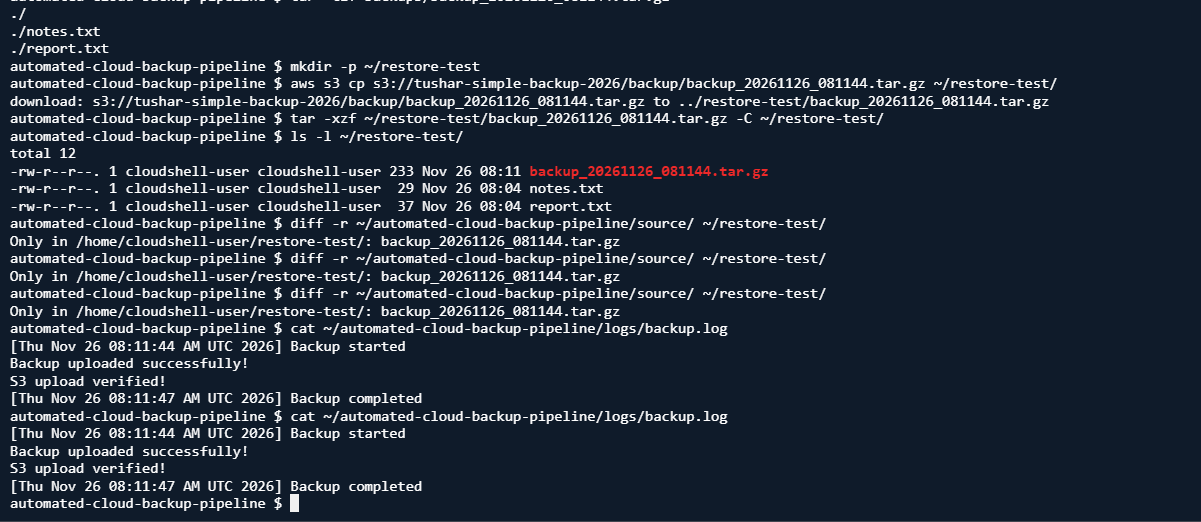 ./
./notes.txt
./report.txt
automated-cloud-backup-pipeline $ mkdir -p ~/restore-test
automated-cloud-backup-pipeline $ aws s3 cp s3://tushar-simple-backup-2026/backup/backup_20261126_081144.tar.gz ~/restore-test/
download: s3://tushar-simple-backup-2026/backup/backup_20261126_081144.tar.gz to ../restore-test/backup_20261126_081144.tar.gz
automated-cloud-backup-pipeline $ tar -xzf ~/restore-test/backup_20261126_081144.tar.gz -C ~/restore-test/
automated-cloud-backup-pipeline $ ls -l ~/restore-test/
total 12
-rw-r--r--. 1 cloudshell-user cloudshell-user 233 Nov 26 08:11 backup_20261126_081144.tar.gz
-rw-r--r--. 1 cloudshell-user cloudshell-user  29 Nov 26 08:04 notes.txt
-rw-r--r--. 1 cloudshell-user cloudshell-user  37 Nov 26 08:04 report.txt
automated-cloud-backup-pipeline $ diff -r ~/automated-cloud-backup-pipeline/source/ ~/restore-test/
Only in /home/cloudshell-user/restore-test/: backup_20261126_081144.tar.gz
automated-cloud-backup-pipeline $ diff -r ~/automated-cloud-backup-pipeline/source/ ~/restore-test/
Only in /home/cloudshell-user/restore-test/: backup_20261126_081144.tar.gz
automated-cloud-backup-pipeline $ diff -r ~/automated-cloud-backup-pipeline/source/ ~/restore-test/
Only in /home/cloudshell-user/restore-test/: backup_20261126_081144.tar.gz
automated-cloud-backup-pipeline $ cat ~/automated-cloud-backup-pipeline/logs/backup.log
[Thu Nov 26 08:11:44 AM UTC 2026] Backup started
Backup uploaded successfully!
S3 upload verified!
[Thu Nov 26 08:11:47 AM UTC 2026] Backup completed
automated-cloud-backup-pipeline $ cat ~/automated-cloud-backup-pipeline/logs/backup.log
[Thu Nov 26 08:11:44 AM UTC 2026] Backup started
Backup uploaded successfully!
S3 upload verified!
[Thu Nov 26 08:11:47 AM UTC 2026] Backup completed
automated-cloud-backup-pipeline $